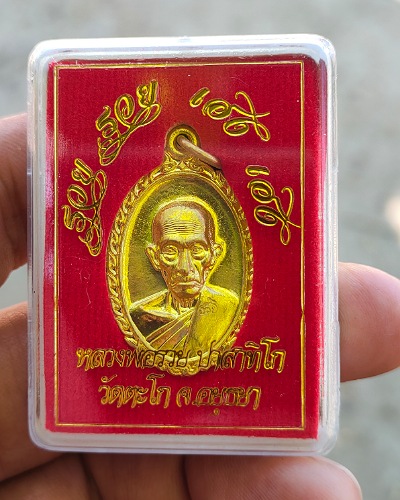 รวย รวย เฮง เฮง
หลวงพ่อรวย ปาสาทิโก
วัดตะโก จ.อยุธยา